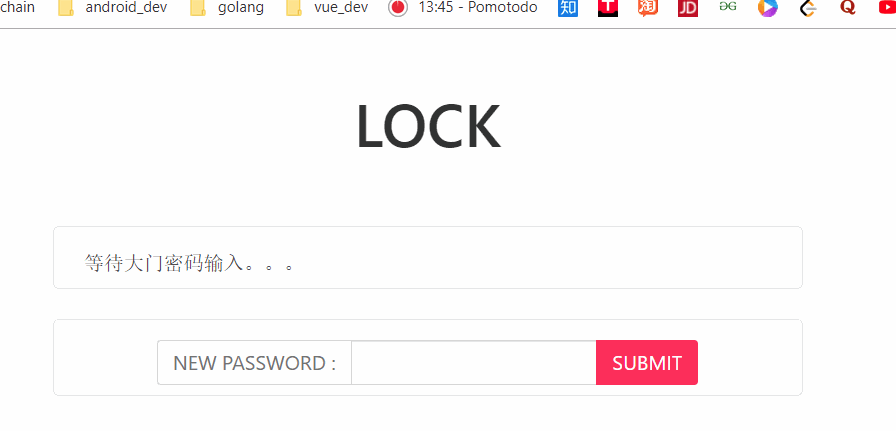 chain android_dev golang vue_dev 13:45 - Pomotodo 知 T 淘 JD GG Q
LOCK
等待大门密码输入。。。
NEW PASSWORD : SUBMIT